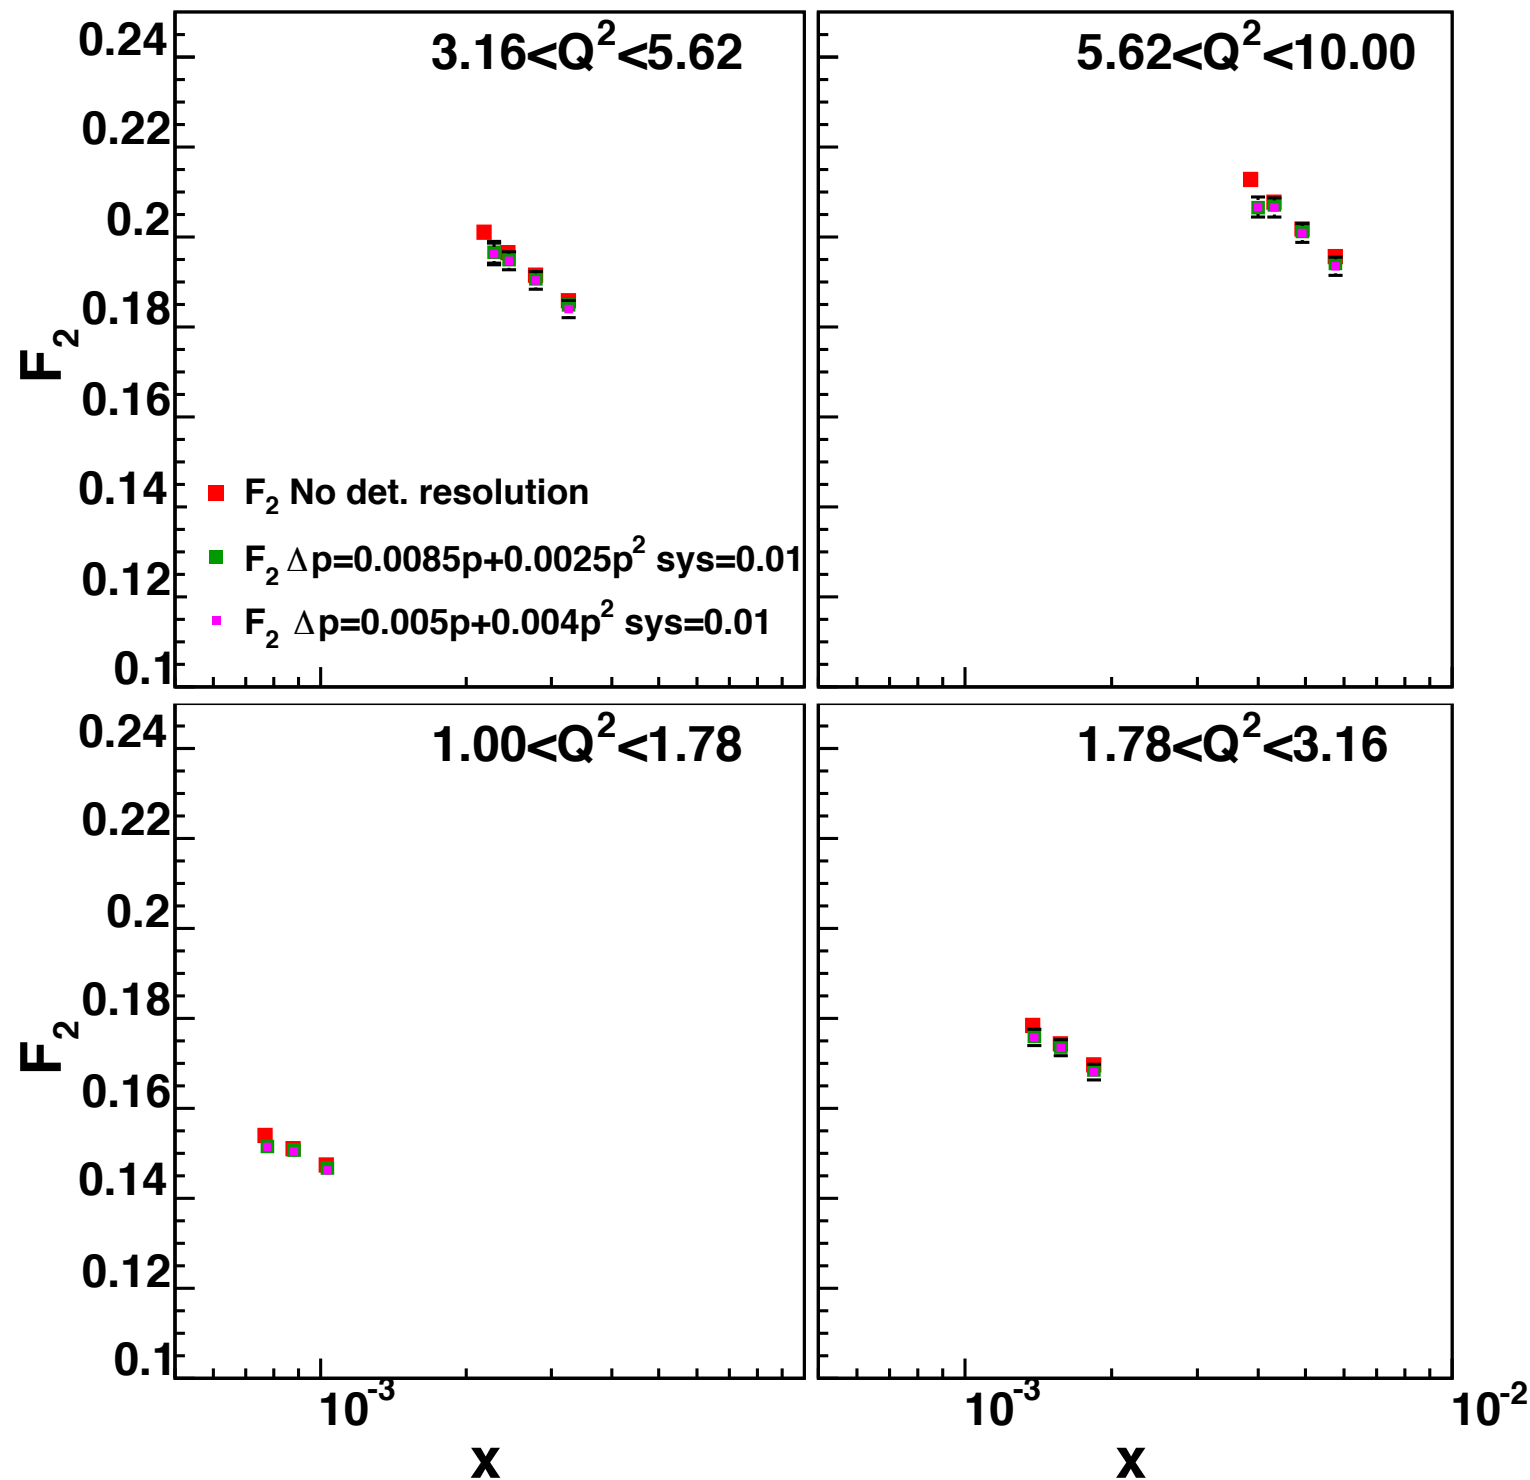 3.16<Q²<5.62
5.62<Q²<10.00
0.24
0.22
0.2
0.18
0.16
0.14
0.12
0.1
F₂
F₂ No det. resolution
F₂ Δp=0.0085p+0.0025p² sys=0.01
F₂ Δp=0.005p+0.004p² sys=0.01
1.00<Q²<1.78
1.78<Q²<3.16
0.24
0.22
0.2
0.18
0.16
0.14
0.12
0.1
F₂
10⁻³
10⁻³
10⁻²
x
x